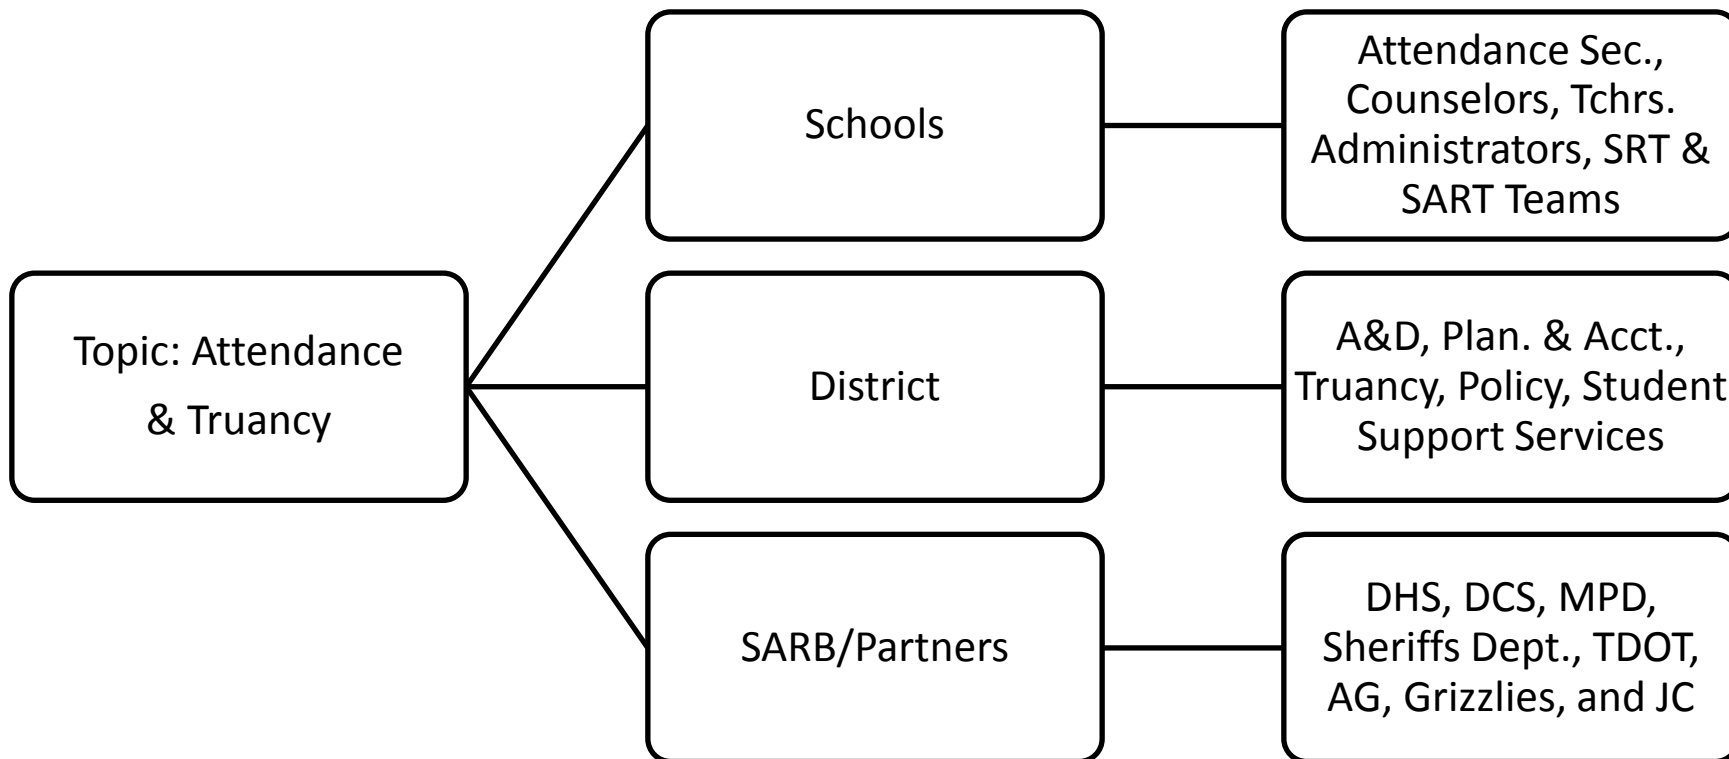 Topic: Attendance
& Truancy
Schools
Attendance Sec.,
Counselors, Tchrs.
Administrators, SRT &
SART Teams
District
A&D, Plan. & Acct.,
Truancy, Policy, Student
Support Services
SARB/Partners
DHS, DCS, MPD,
Sheriffs Dept., TDOT,
AG, Grizzlies, and JC